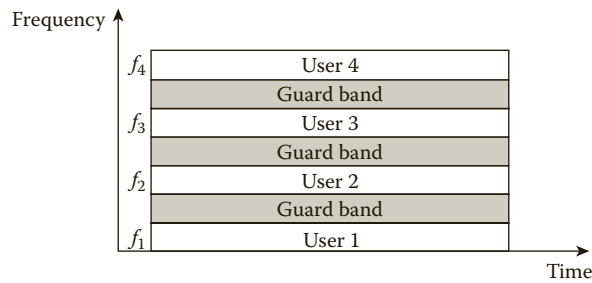 Frequency
f4 User 4
Guard band
f3 User 3
Guard band
f2 User 2
Guard band
f1 User 1
Time